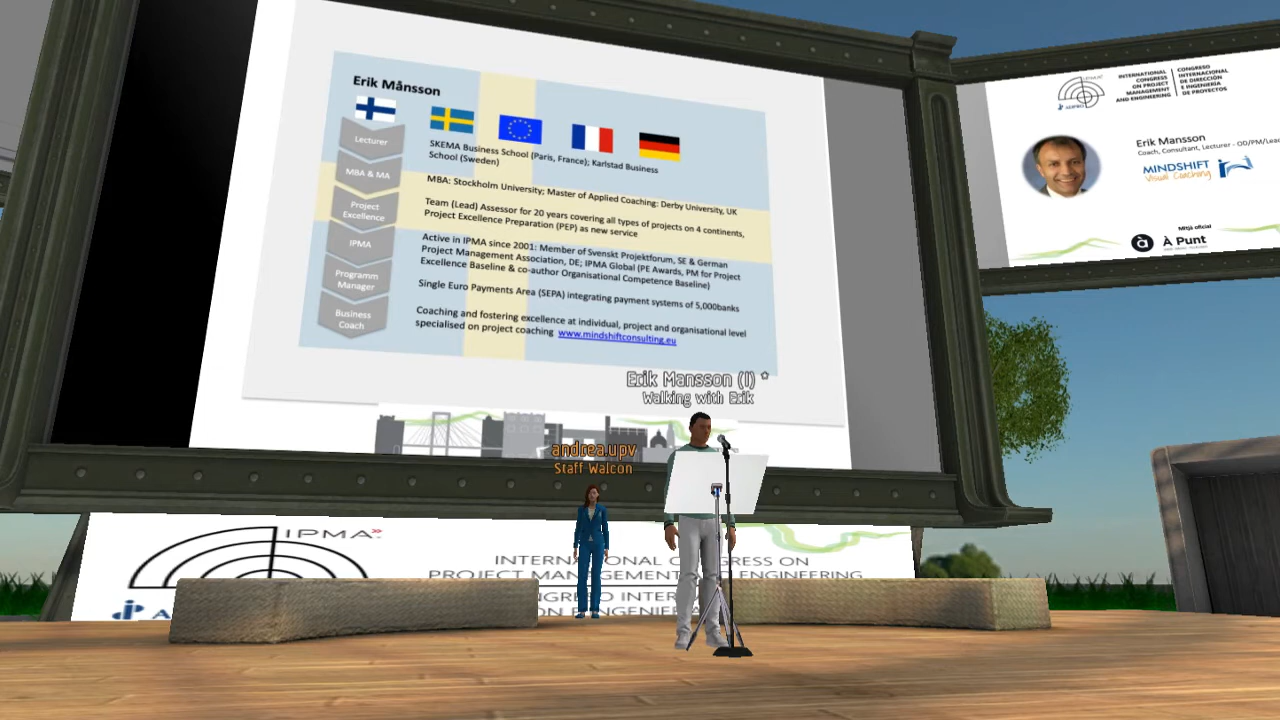 Erik Månsson
Lecturer
SKEMA Business School (Paris, France); Karlstad Business
School (Sweden)
MBA & MA
MBA: Stockholm University; Master of Applied Coaching: Derby University, UK
Project
Excellence
Team (Lead) Assessor for 20 years covering all types of projects on 4 continents,
Project Excellence Preparation (PEP) as new service
IPMA
Active in IPMA since 2001: Member of Svenskt Projektforum, SE & German
Project Management Association, DE; IPMA Global (PE Awards, PM for Project
Excellence Baseline & co-author Organisational Competence Baseline)
Programm
Manager
Single Euro Payments Area (SEPA) integrating payment systems of 5,000banks
Business
Coach
Coaching and fostering excellence at individual, project and organisational level
specialised on project coaching www.mindshiftconsulting.eu
INTERNATIONAL
CONGRESS
ON PROJECT
MANAGEMENT
AND ENGINEERING
CONGRESO
INTERNACIONAL
DE DIRECCIÓN
E INGENIERÍA
DE PROYECTOS
Erik Mansson
Coach, Consultant, Lecturer - OD/PM/Lea
MINDSHIFT
Visual Coaching
Mitjà oficial
à À Punt
Erik Mansson (I) *
Walking with Erik
andrea.upv
Staff Walcon
IPMA
INTERNATIONAL CONGRESS ON
PROJECT MANAGEMENT ENGINEERING